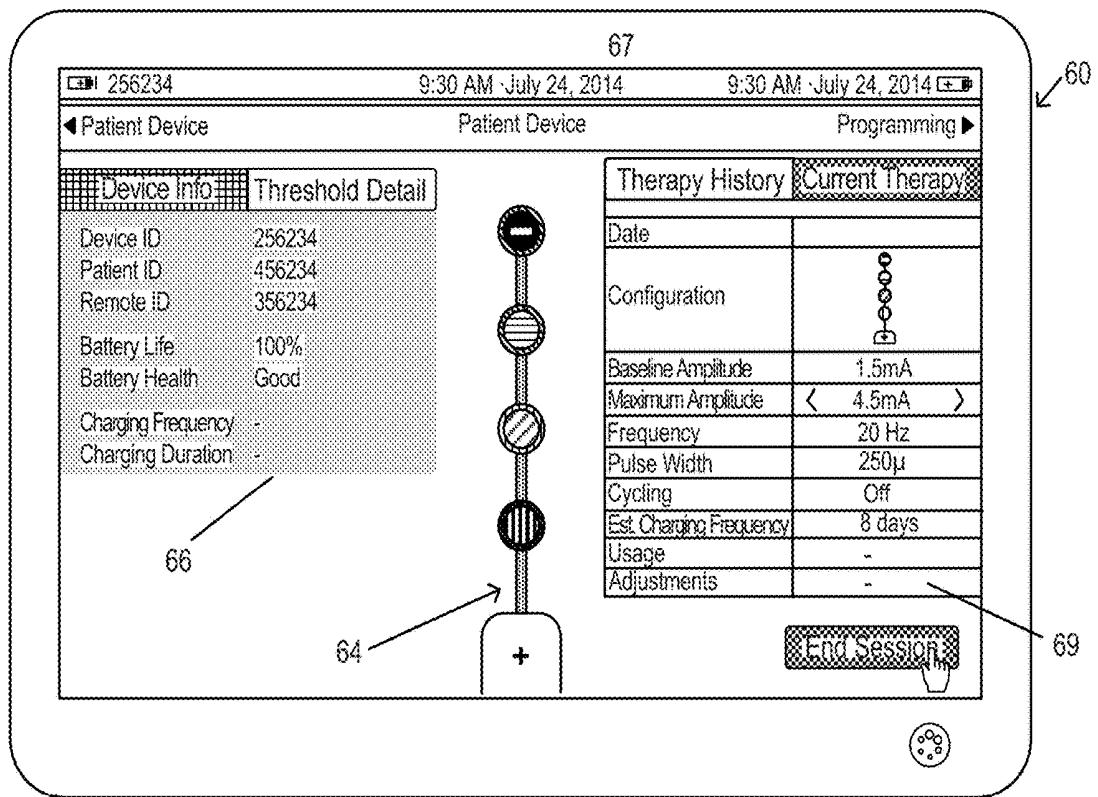 67
60
256234 9:30 AM ·July 24, 2014 9:30 AM ·July 24, 2014
Patient Device Patient Device Programming
Device Info Threshold Detail
Device ID 256234
Patient ID 456234
Remote ID 356234
Battery Life 100%
Battery Health Good
Charging Frequency -
Charging Duration -
66
64
+
Therapy History Current Therapy
Date
Configuration
+
Baseline Amplitude 1.5mA
Maximum Amplitude < 4.5mA >
Frequency 20 Hz
Pulse Width 250µ
Cycling Off
Est. Charging Frequency 8 days
Usage -
Adjustments -
End Session
69